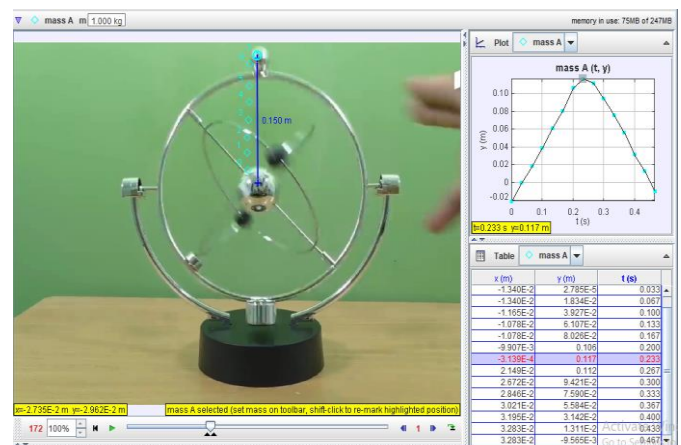 mass A m 1.000 kg
memory in use: 75MB of 247MB
0.150 m
x=-2.735E-2 m y=-2.962E-2 m
mass A selected (set mass on toolbar, shift-click to re-mark highlighted position)
172 100% 1
Plot mass A
mass A (t, y)
y (m)
0.10
0.08
0.06
0.04
0.02
0
-0.02
0 0.1 0.2 0.3 0.4
t (s)
t=0.233 s y=0.117 m
Table mass A
x (m) y (m) t (s)
-1.340E-2 2.785E-5 0.033
-1.340E-2 1.834E-2 0.067
-1.165E-2 3.927E-2 0.100
-1.078E-2 6.107E-2 0.133
-1.078E-2 8.026E-2 0.167
-9.907E-3 0.106 0.200
-3.139E-4 0.117 0.233
2.149E-2 0.112 0.267
2.672E-2 9.421E-2 0.300
2.846E-2 7.590E-2 0.333
3.021E-2 5.584E-2 0.367
3.195E-2 3.142E-2 0.400
3.283E-2 1.311E-2 0.433
3.283E-2 -9.565E-3 0.467